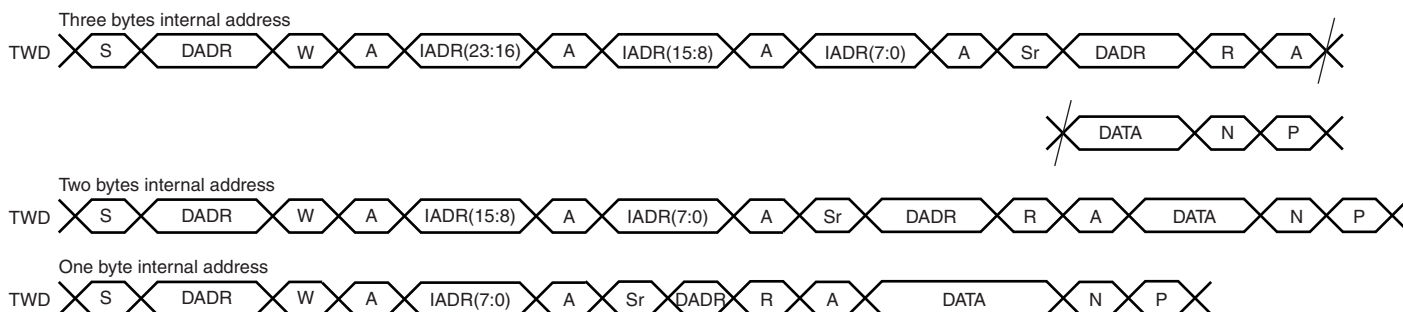 Three bytes internal address
TWD S DADR W A IADR(23:16) A IADR(15:8) A IADR(7:0) A Sr DADR R A
DATA N P
Two bytes internal address
TWD S DADR W A IADR(15:8) A IADR(7:0) A Sr DADR R A DATA N P
One byte internal address
TWD S DADR W A IADR(7:0) A Sr DADR R A DATA N P